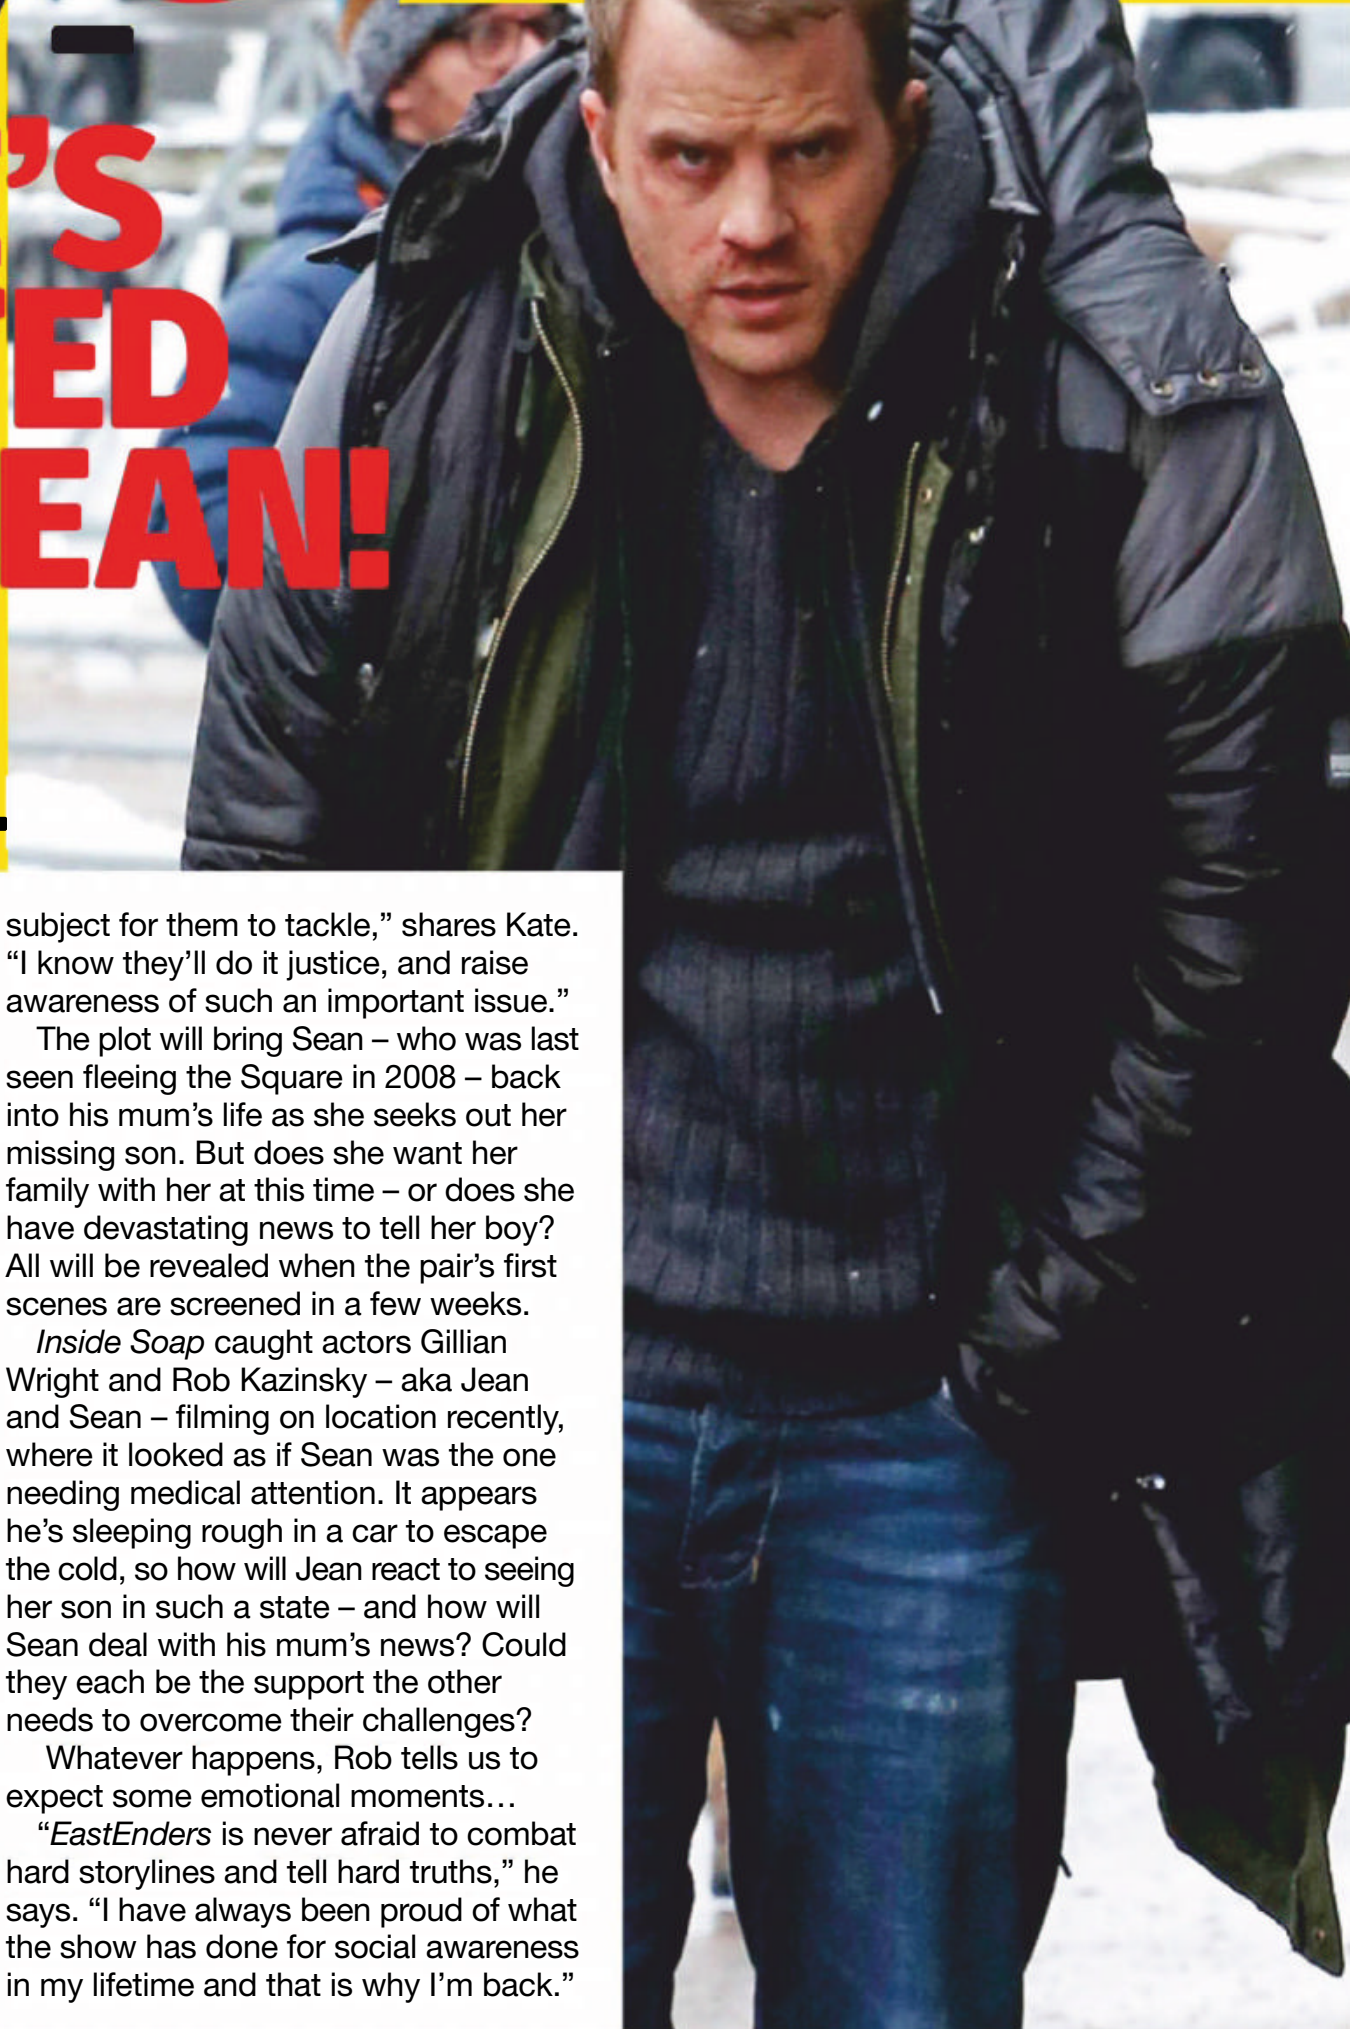 'S
ED
EAN!
subject for them to tackle,” shares Kate.
“I know they’ll do it justice, and raise
awareness of such an important issue.”
The plot will bring Sean – who was last
seen fleeing the Square in 2008 – back
into his mum’s life as she seeks out her
missing son. But does she want her
family with her at this time – or does she
have devastating news to tell her boy?
All will be revealed when the pair’s first
scenes are screened in a few weeks.
Inside Soap caught actors Gillian
Wright and Rob Kazinsky – aka Jean
and Sean – filming on location recently,
where it looked as if Sean was the one
needing medical attention. It appears
he’s sleeping rough in a car to escape
the cold, so how will Jean react to seeing
her son in such a state – and how will
Sean deal with his mum’s news? Could
they each be the support the other
needs to overcome their challenges?
Whatever happens, Rob tells us to
expect some emotional moments…
“EastEnders is never afraid to combat
hard storylines and tell hard truths,” he
says. “I have always been proud of what
the show has done for social awareness
in my lifetime and that is why I’m back.”